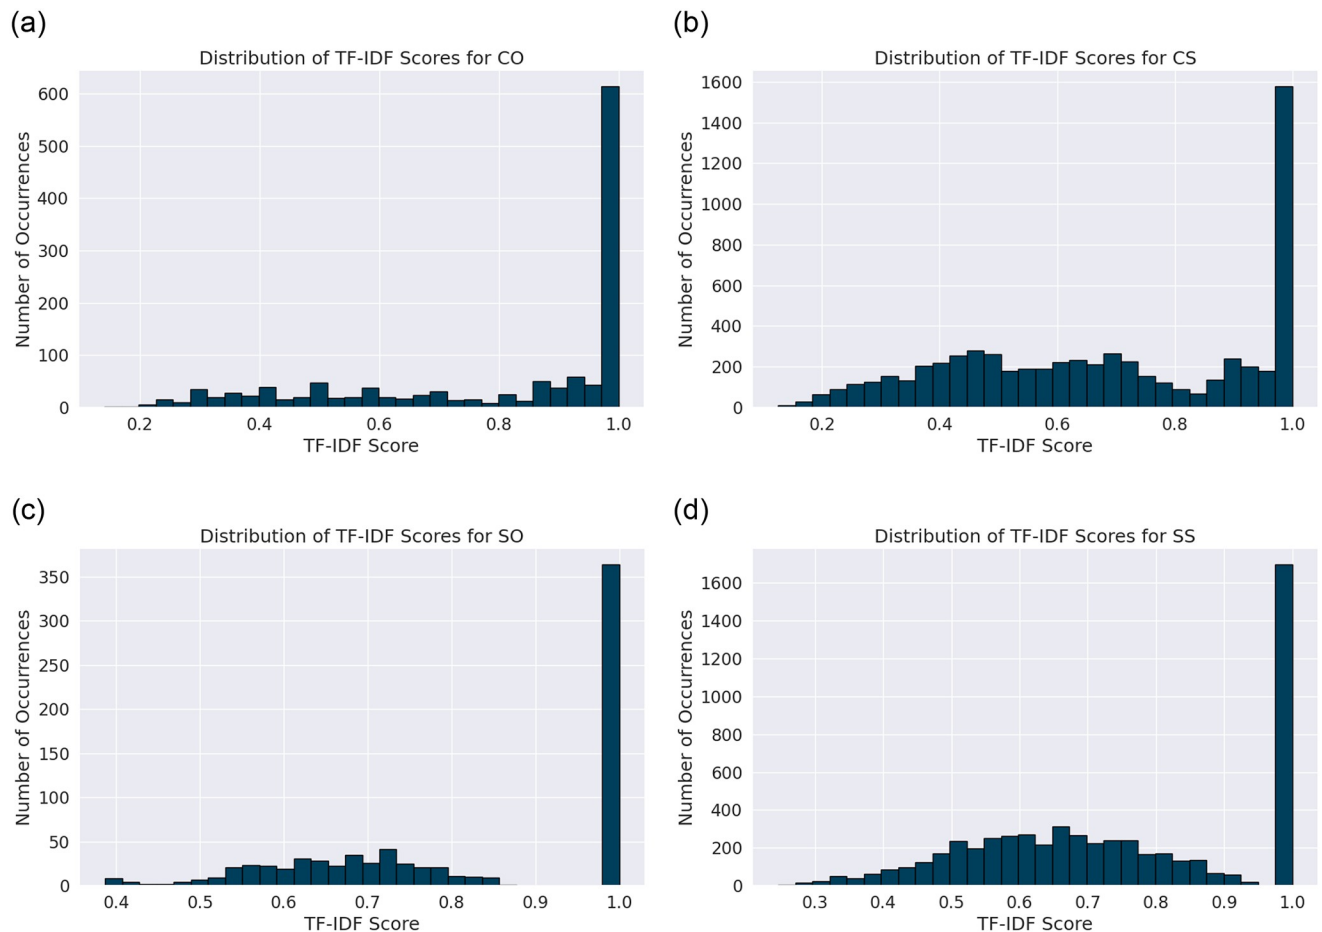 (a)
Distribution of TF-IDF Scores for CO
Number of Occurrences
600
500
400
300
200
100
0
0.2 0.4 0.6 0.8 1.0
TF-IDF Score
(b)
Distribution of TF-IDF Scores for CS
Number of Occurrences
1600
1400
1200
1000
800
600
400
200
0
0.2 0.4 0.6 0.8 1.0
TF-IDF Score
(c)
Distribution of TF-IDF Scores for SO
Number of Occurrences
350
300
250
200
150
100
50
0
0.4 0.5 0.6 0.7 0.8 0.9 1.0
TF-IDF Score
(d)
Distribution of TF-IDF Scores for SS
Number of Occurrences
1600
1400
1200
1000
800
600
400
200
0
0.3 0.4 0.5 0.6 0.7 0.8 0.9 1.0
TF-IDF Score